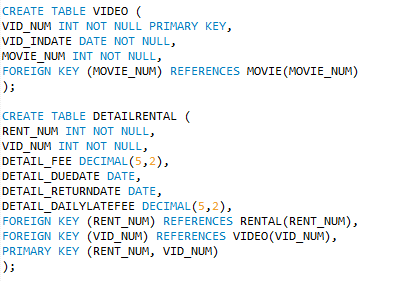 CREATE TABLE VIDEO (
VID_NUM INT NOT NULL PRIMARY KEY,
VID_INDATE DATE NOT NULL,
MOVIE_NUM INT NOT NULL,
FOREIGN KEY (MOVIE_NUM) REFERENCES MOVIE(MOVIE_NUM)
);

CREATE TABLE DETAILRENTAL (
RENT_NUM INT NOT NULL,
VID_NUM INT NOT NULL,
DETAIL_FEE DECIMAL(5,2),
DETAIL_DUEDATE DATE,
DETAIL_RETURNDATE DATE,
DETAIL_DAILYLATEFEE DECIMAL(5,2),
FOREIGN KEY (RENT_NUM) REFERENCES RENTAL(RENT_NUM),
FOREIGN KEY (VID_NUM) REFERENCES VIDEO(VID_NUM),
PRIMARY KEY (RENT_NUM, VID_NUM)
);